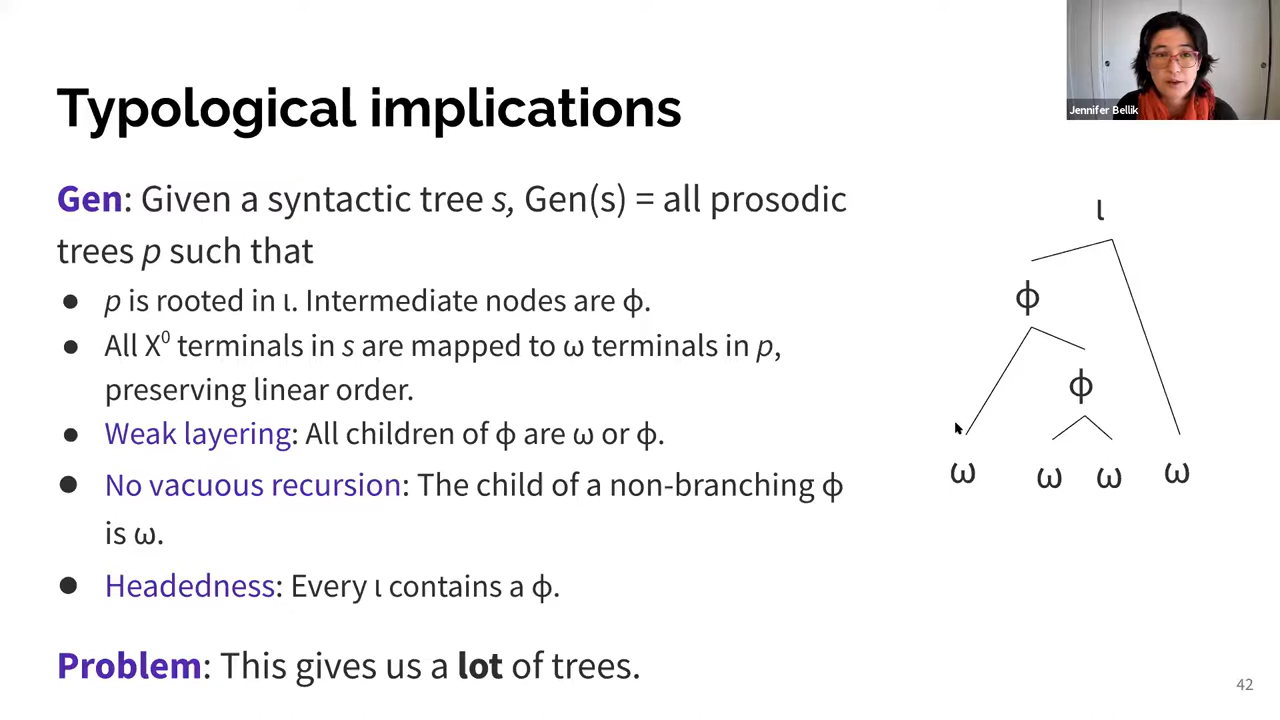 Jennifer Bellik
Typological implications
Gen: Given a syntactic tree s, Gen(s) = all prosodic
trees p such that
● p is rooted in ι. Intermediate nodes are ϕ.
● All X⁰ terminals in s are mapped to ω terminals in p,
preserving linear order.
● Weak layering: All children of ϕ are ω or ϕ.
● No vacuous recursion: The child of a non-branching ϕ
is ω.
● Headedness: Every ι contains a ϕ.
Problem: This gives us a lot of trees.
ι
ϕ
ϕ
ω ω ω ω
42